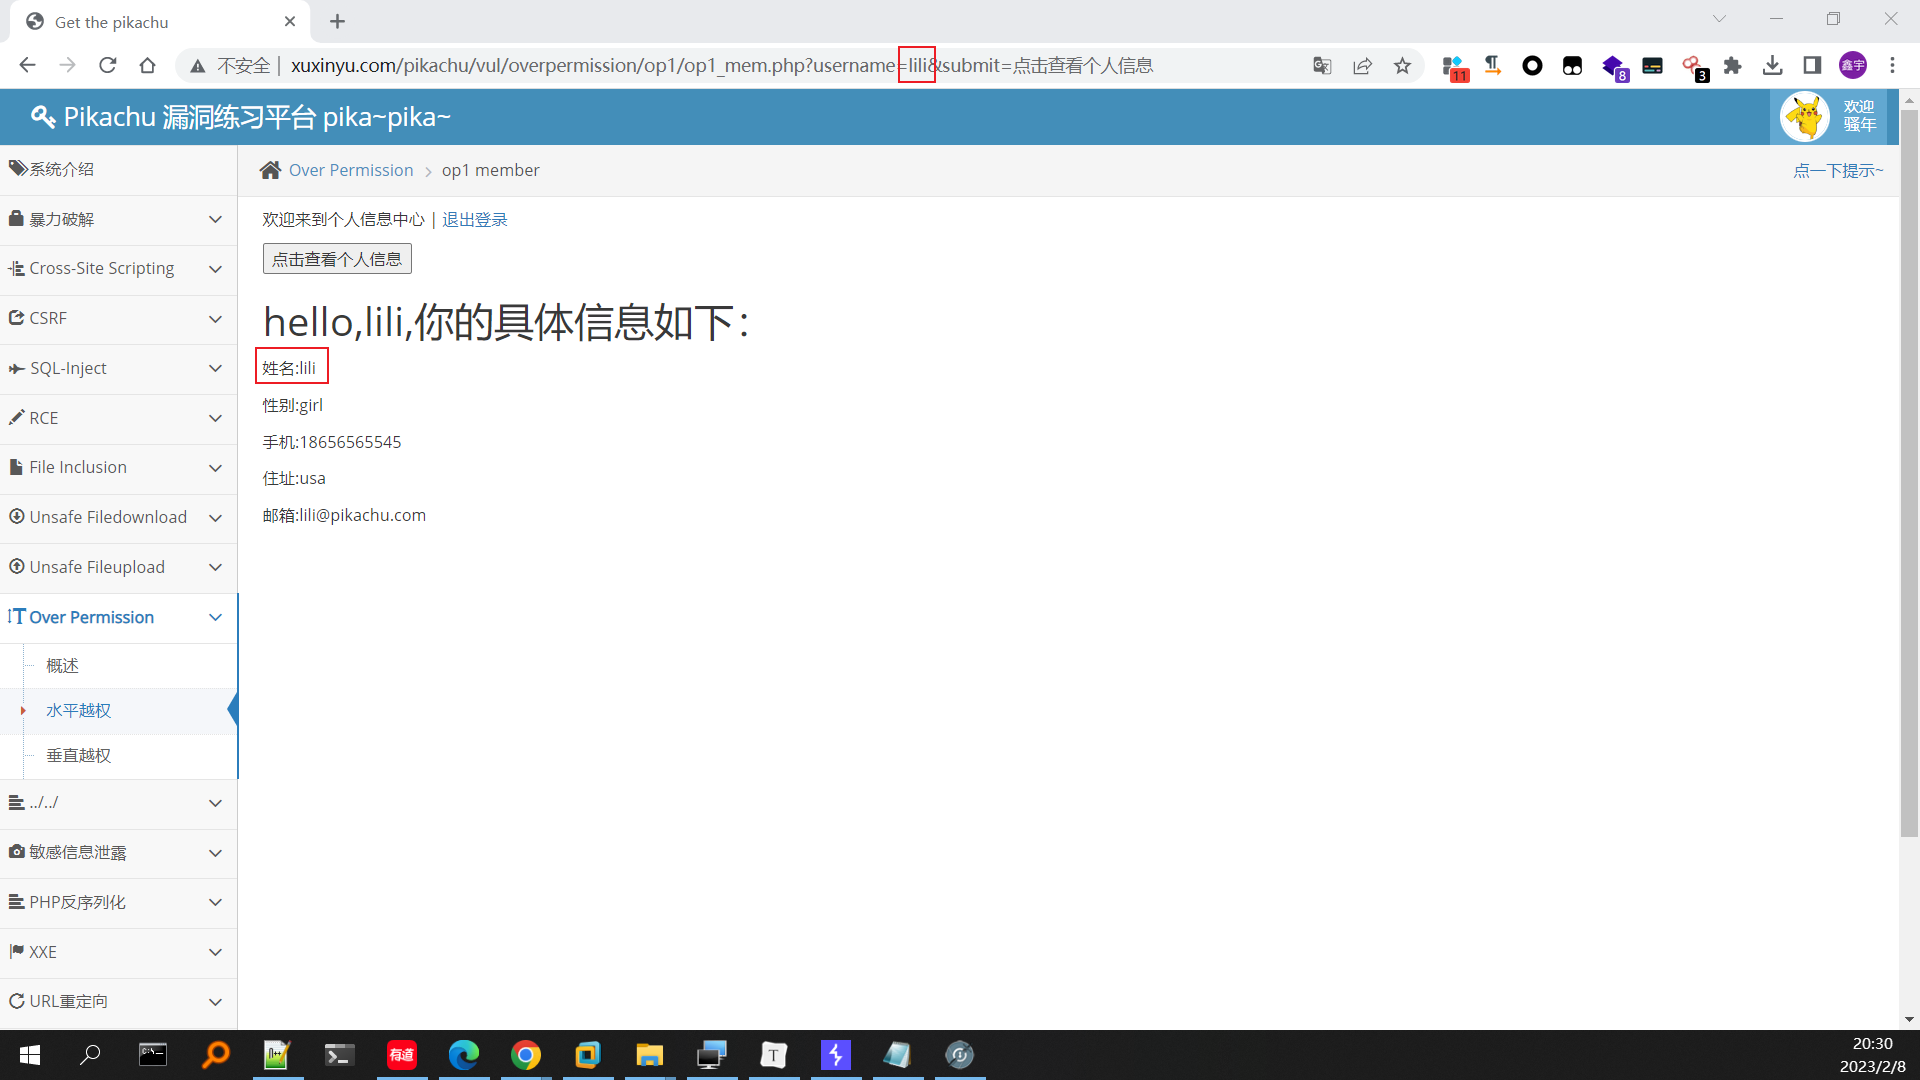 Get the pikachu
不安全 | xuxinyu.com/pikachu/vul/overpermission/op1/op1_mem.php?username=lili&submit=点击查看个人信息
11
8
3
鑫宇
Pikachu 漏洞练习平台 pika~pika~
欢迎
骚年
系统介绍
暴力破解
Cross-Site Scripting
CSRF
SQL-Inject
RCE
File Inclusion
Unsafe Filedownload
Unsafe Fileupload
Over Permission
概述
水平越权
垂直越权
../../
敏感信息泄露
PHP反序列化
XXE
URL重定向
Over Permission > op1 member
点一下提示~
欢迎来到个人信息中心 | 退出登录
点击查看个人信息
hello,lili,你的具体信息如下：
姓名:lili
性别:girl
手机:18656565545
住址:usa
邮箱:lili@pikachu.com
有道
T
20:30
2023/2/8